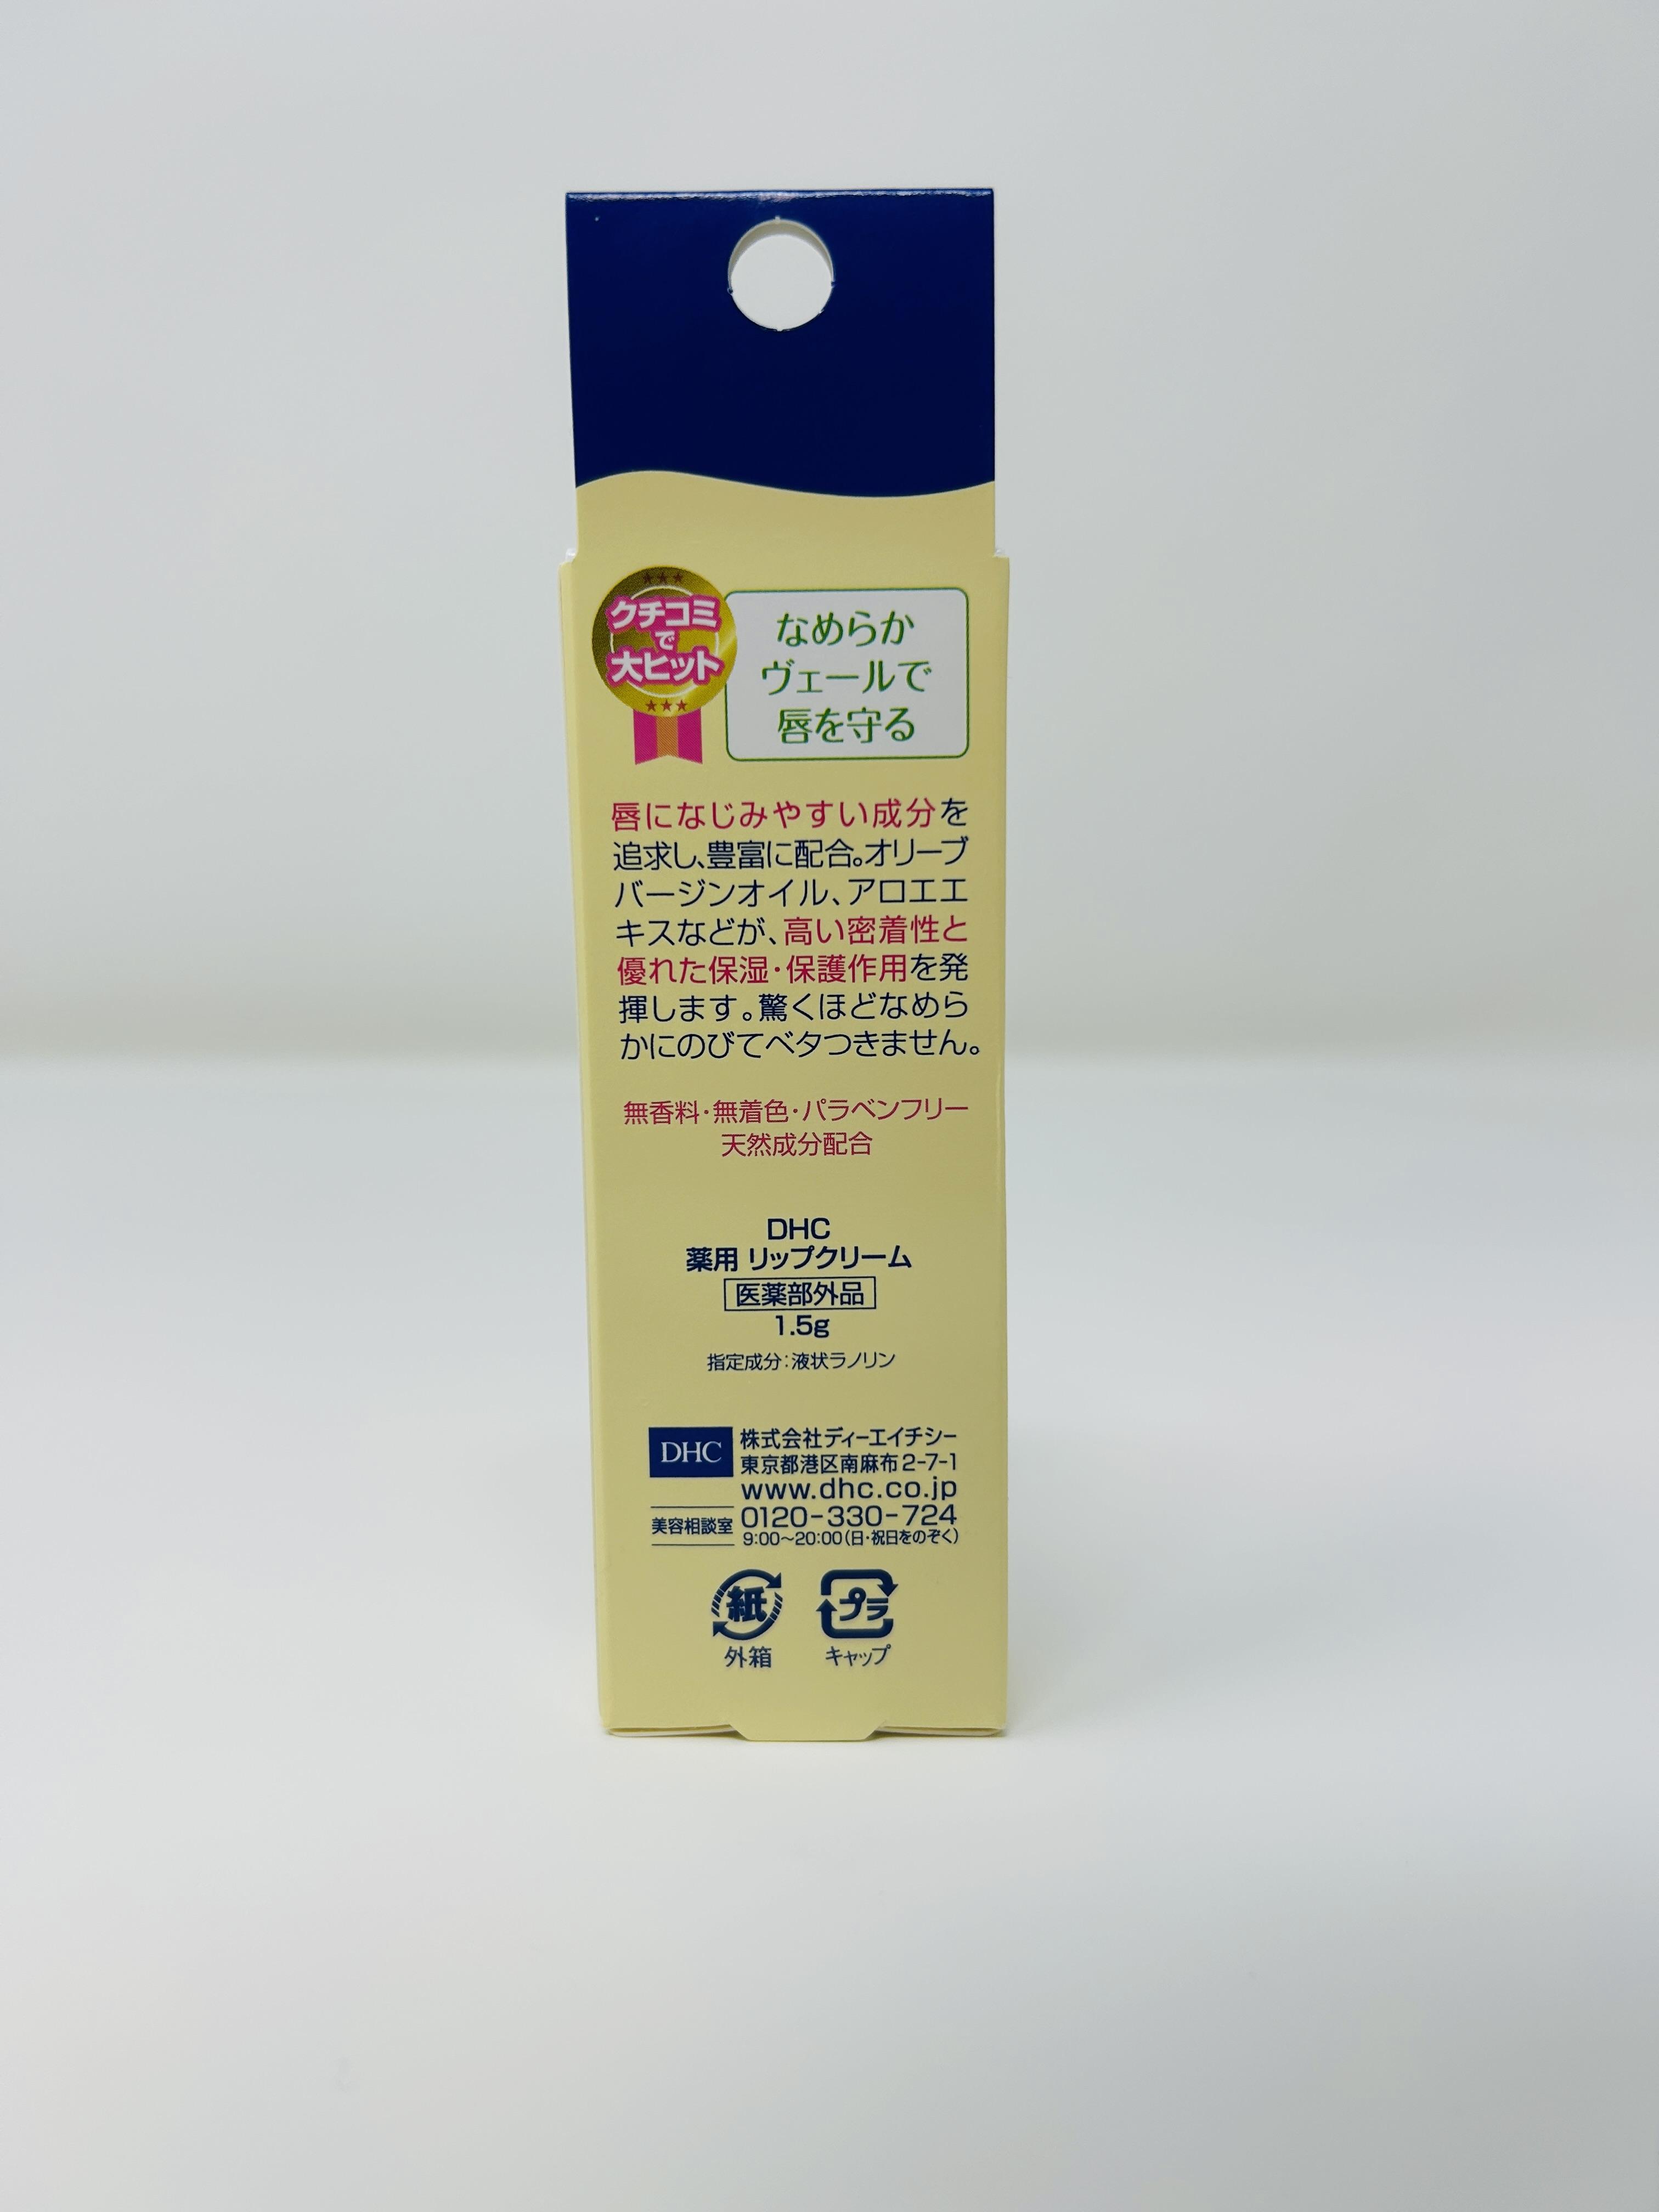 ★★★
クチコミ
で
大ヒット
★★★
なめらか
ヴェールで
唇を守る
唇になじみやすい成分を
追求し、豊富に配合。オリーブ
バージンオイル、アロエエ
キスなどが、高い密着性と
優れた保湿・保護作用を発
揮します。驚くほどなめら
かにのびてベタつきません。
無香料・無着色・パラベンフリー
天然成分配合
DHC
薬用 リップクリーム
医薬部外品
1.5g
指定成分：液状ラノリン
DHC
株式会社ディーエイチシー
東京都港区南麻布2-7-1
www.dhc.co.jp
美容相談室
0120-330-724
9:00～20:00（日・祝日をのぞく）
紙
外箱
プラ
キャップ